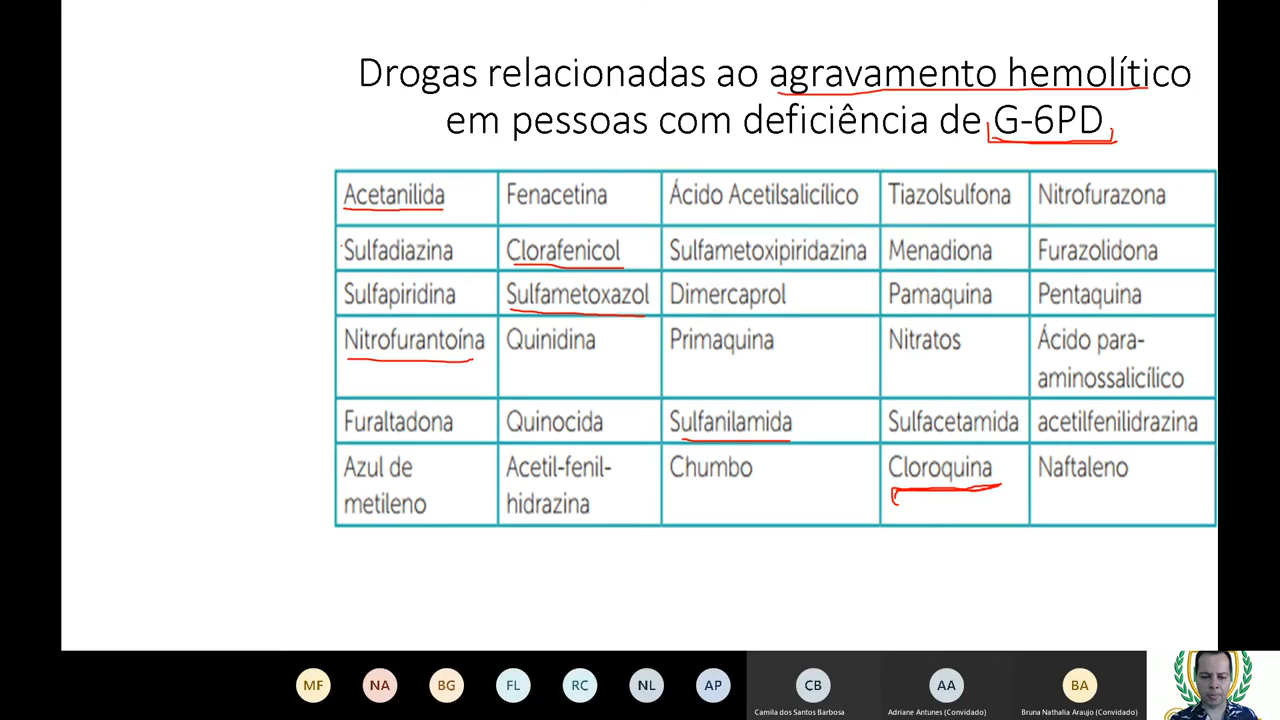 Drogas relacionadas ao agravamento hemolítico
em pessoas com deficiência de G-6PD
Acetanilida Fenacetina Ácido Acetilsalicílico Tiazolsulfona Nitrofurazona
Sulfadiazina Clorafenicol Sulfametoxipiridazina Menadiona Furazolidona
Sulfapiridina Sulfametoxazol Dimercaprol Pamaquina Pentaquina
Nitrofurantoína Quinidina Primaquina Nitratos Ácido para-
aminossalicílico
Furaltadona Quinocida Sulfanilamida Sulfacetamida acetilfenilidrazina
Azul de Acetil-fenil- Chumbo Cloroquina Naftaleno
metileno hidrazina
MF NA BG FL RC NL AP CB AA BA
Camila dos Santos Barbosa Adriane Antunes (Convidado) Bruna Nathalia Araujo (Convidado)